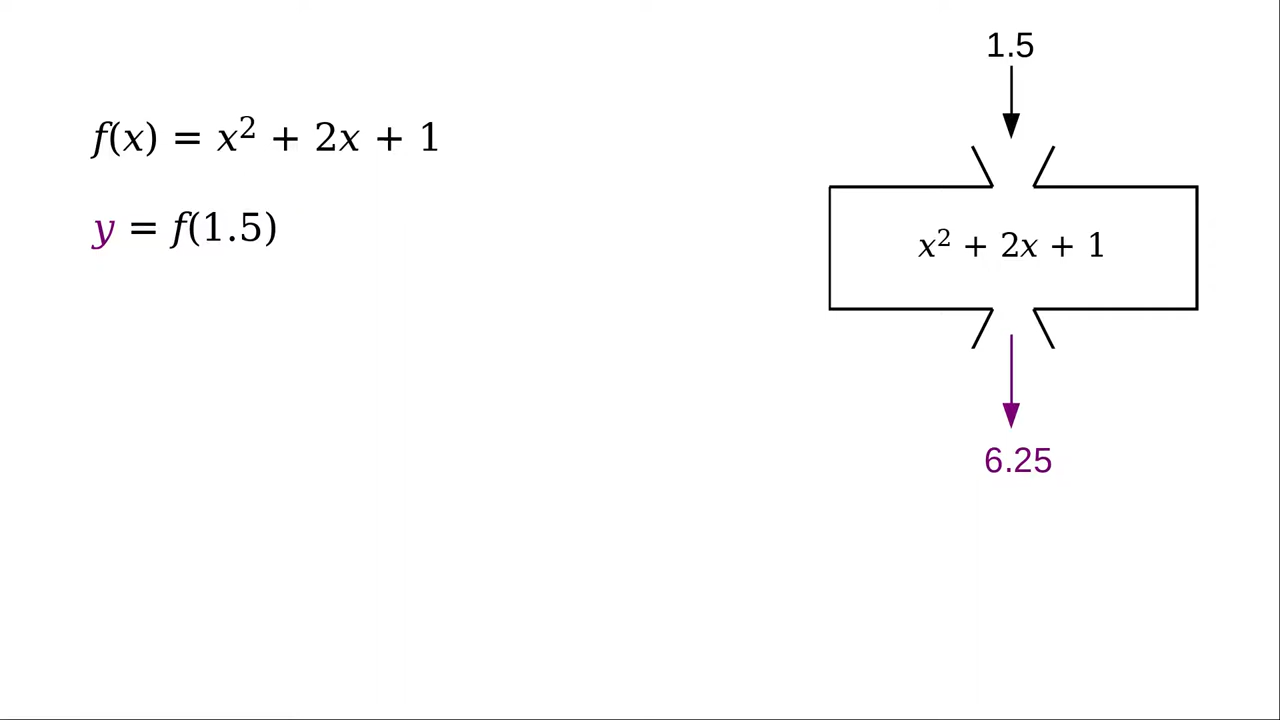 f(x) = x² + 2x + 1
y = f(1.5)
1.5
x² + 2x + 1
6.25